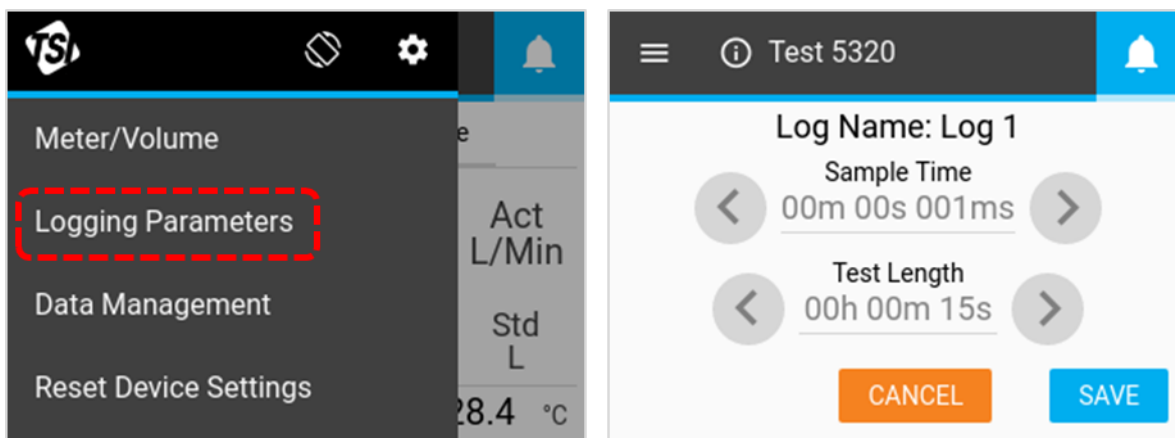 TSI
Meter/Volume
Logging Parameters
Data Management
Reset Device Settings
e
Act
L/Min
Std
L
28.4 °C
Test 5320
Log Name: Log 1
Sample Time
00m 00s 001ms
Test Length
00h 00m 15s
CANCEL
SAVE